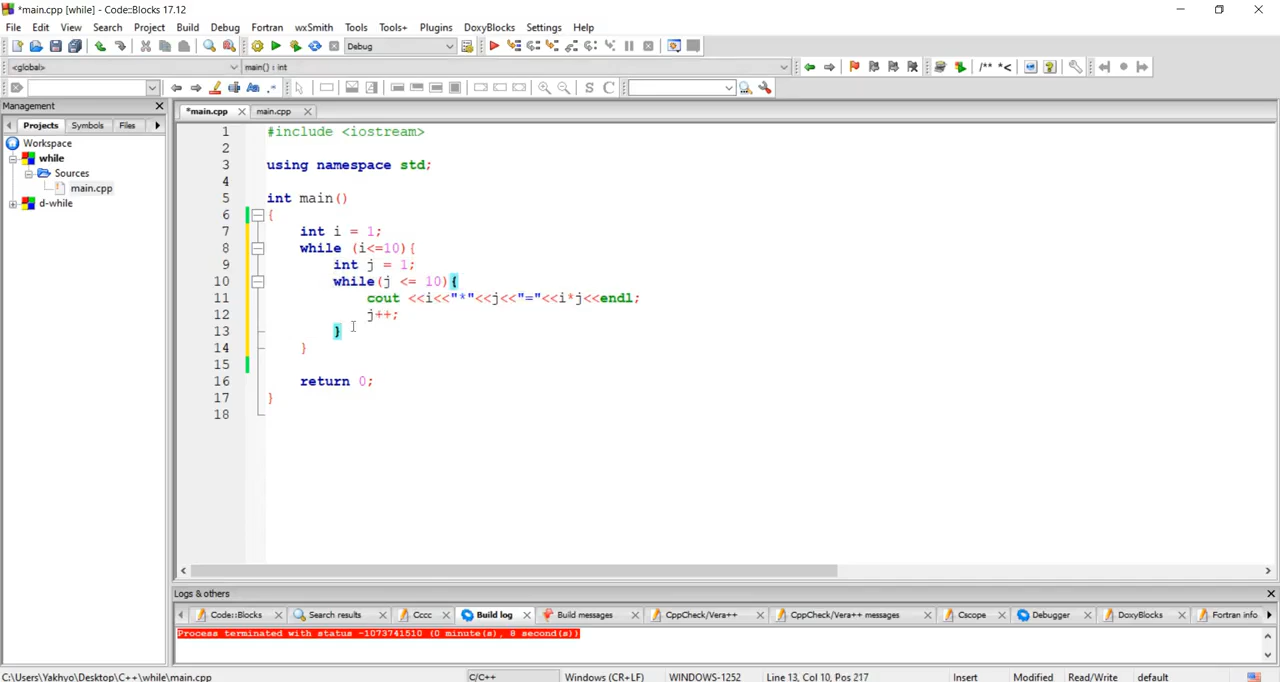 *main.cpp [while] - Code::Blocks 17.12
File Edit View Search Project Build Debug Fortran wxSmith Tools Tools+ Plugins DoxyBlocks Settings Help
Debug
<global> main() : int /** *<
S C
Management
Projects Symbols Files
Workspace
while
Sources
main.cpp
d-while
*main.cpp main.cpp
1 #include <iostream>
2
3 using namespace std;
4
5 int main()
6 {
7 int i = 1;
8 while (i<=10){
9 int j = 1;
10 while(j <= 10){
11 cout <<i<<"*"<<j<<"="<<i*j<<endl;
12 j++;
13 }
14 }
15
16 return 0;
17 }
18
Logs & others
Code::Blocks Search results Cccc Build log Build messages CppCheck/Vera++ CppCheck/Vera++ messages Cscope Debugger DoxyBlocks Fortran info
Process terminated with status -1073741510 (0 minute(s), 8 second(s))
C:\Users\Yakhyo\Desktop\C++\while\main.cpp C/C++ Windows (CR+LF) WINDOWS-1252 Line 13, Col 10, Pos 217 Insert Modified Read/Write default